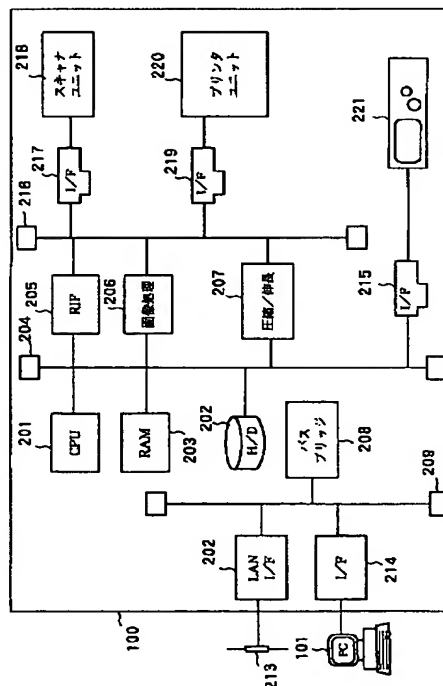 218
スキャナ
ユニット
220
プリンタ
ユニット
221
217
I/F
219
I/F
216
205
RIP
206
画像処理
207
圧縮/伸長
215
I/F
204
201
CPU
RAM
203
202
H/D
バス
ブリッジ
208
209
202
LAN
I/F
I/F
214
100
213
101
PC